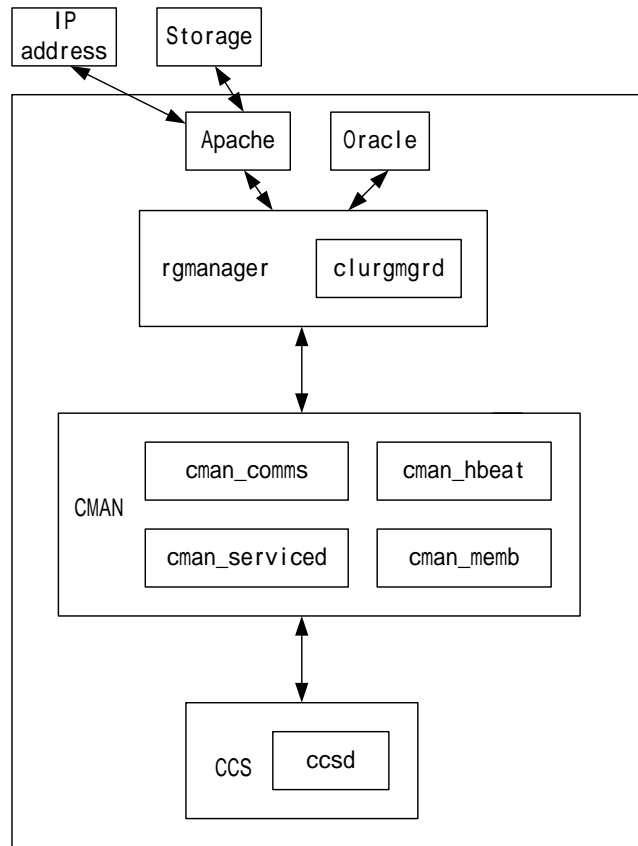 IP
address
Storage
Apache
Oracle
rgmanager
clurgmgrd
cman_comms
cman_hbeat
CMAN
cman_serviced
cman_memb
CCS
ccsd